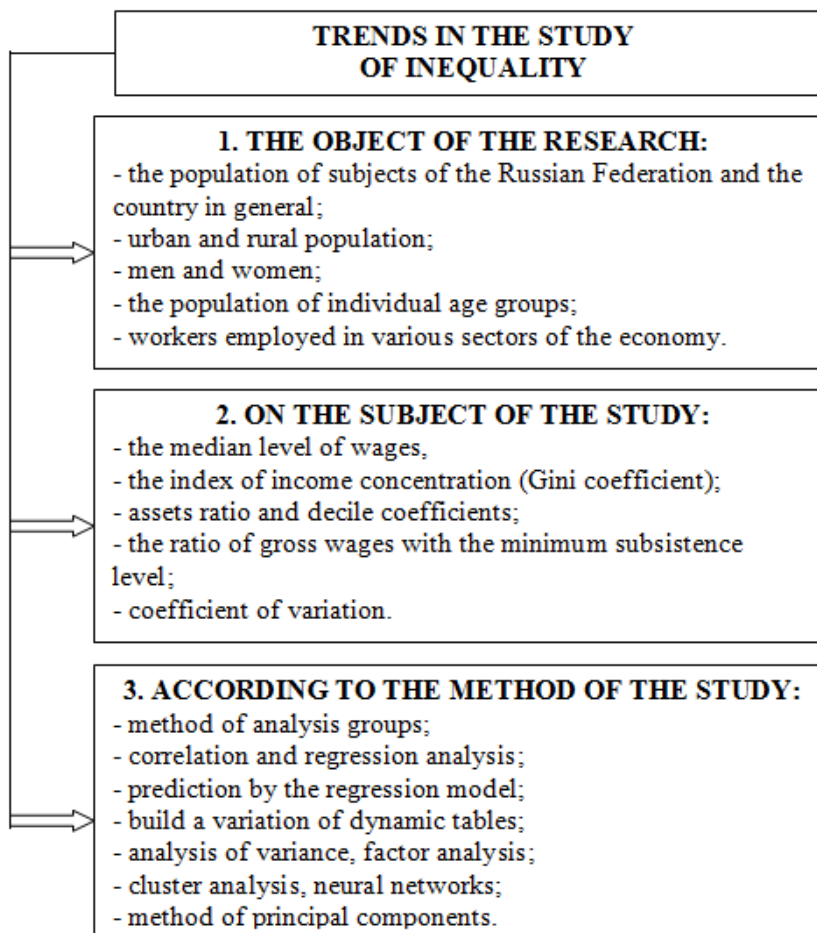 TRENDS IN THE STUDY
OF INEQUALITY
1. THE OBJECT OF THE RESEARCH:
- the population of subjects of the Russian Federation and the
country in general;
- urban and rural population;
- men and women;
- the population of individual age groups;
- workers employed in various sectors of the economy.
2. ON THE SUBJECT OF THE STUDY:
- the median level of wages,
- the index of income concentration (Gini coefficient);
- assets ratio and decile coefficients;
- the ratio of gross wages with the minimum subsistence
level;
- coefficient of variation.
3. ACCORDING TO THE METHOD OF THE STUDY:
- method of analysis groups;
- correlation and regression analysis;
- prediction by the regression model;
- build a variation of dynamic tables;
- analysis of variance, factor analysis;
- cluster analysis, neural networks;
- method of principal components.